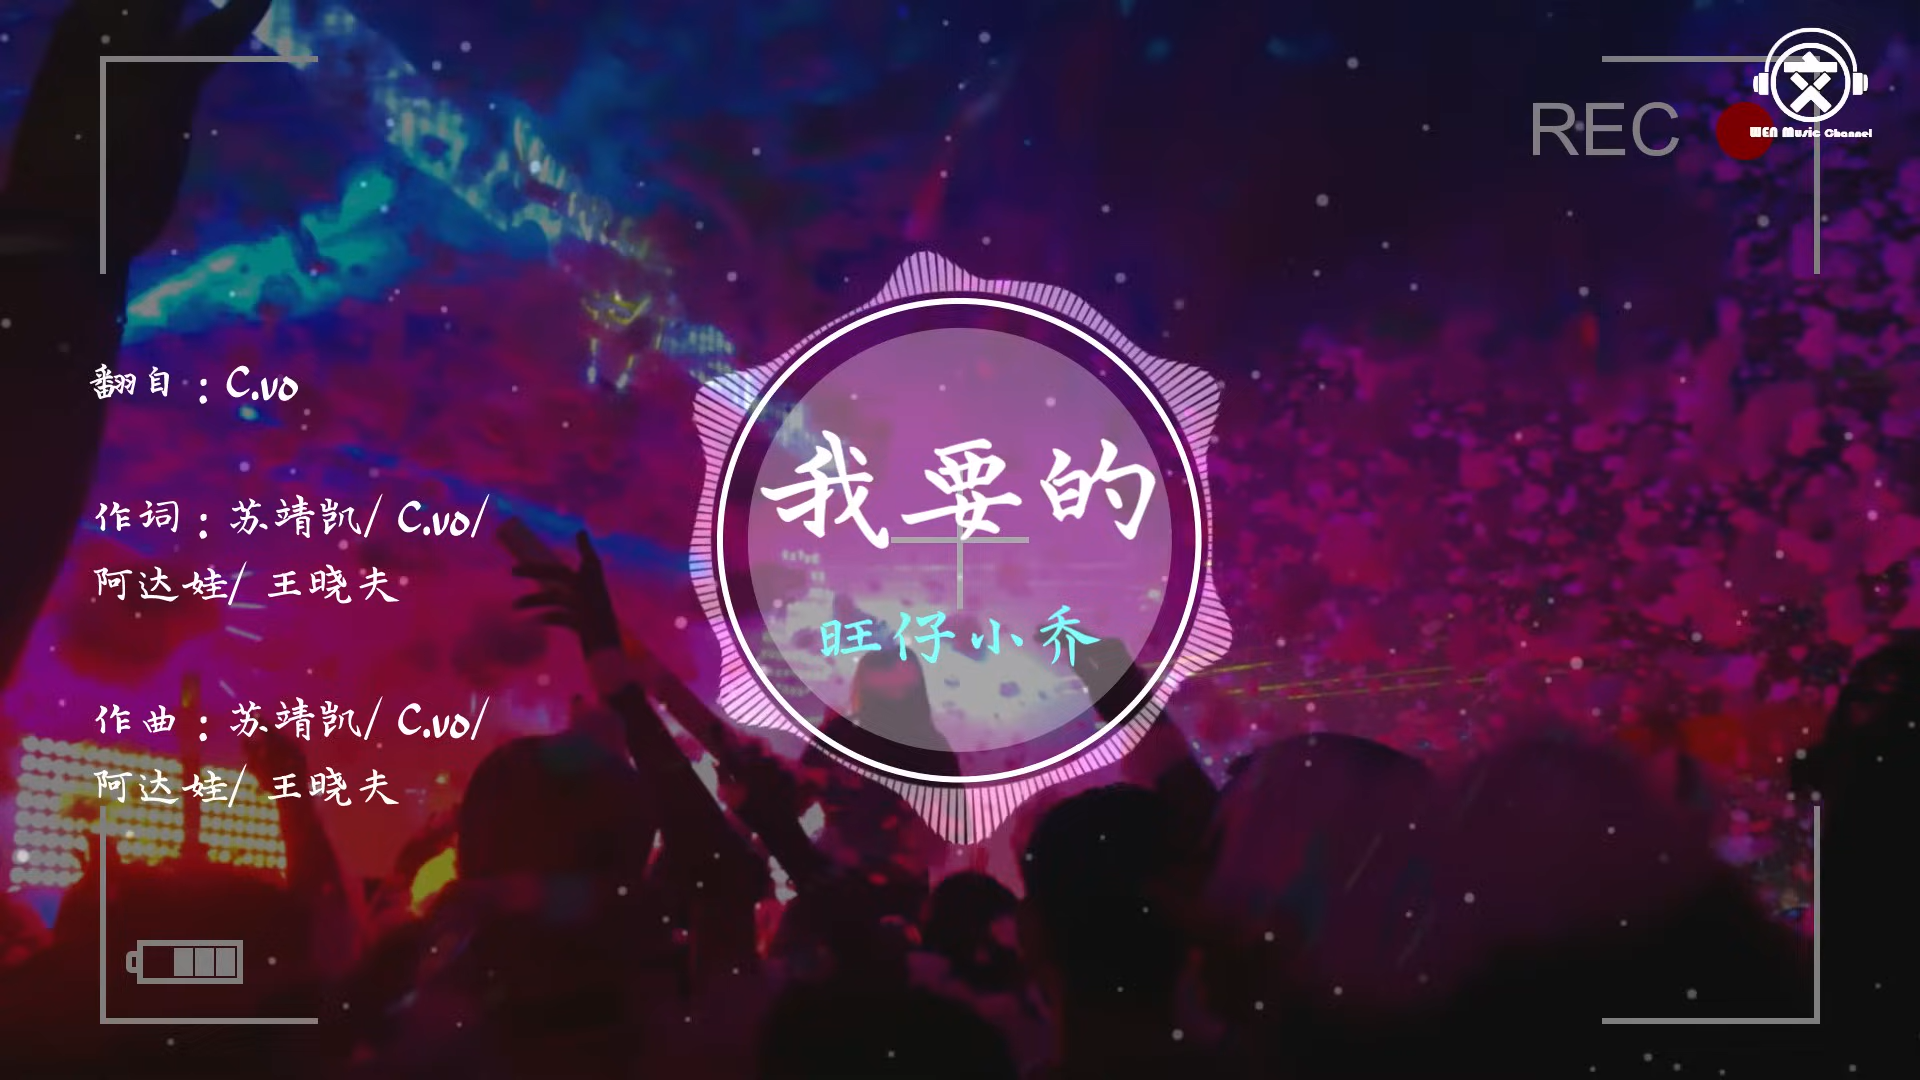 文
REC
WEN Music Channel
翻自：C.vo
作词：苏靖凯/ C.vo/
阿达娃/ 王晓夫
作曲：苏靖凯/ C.vo/
阿达娃/ 王晓夫
我要的
旺仔小乔